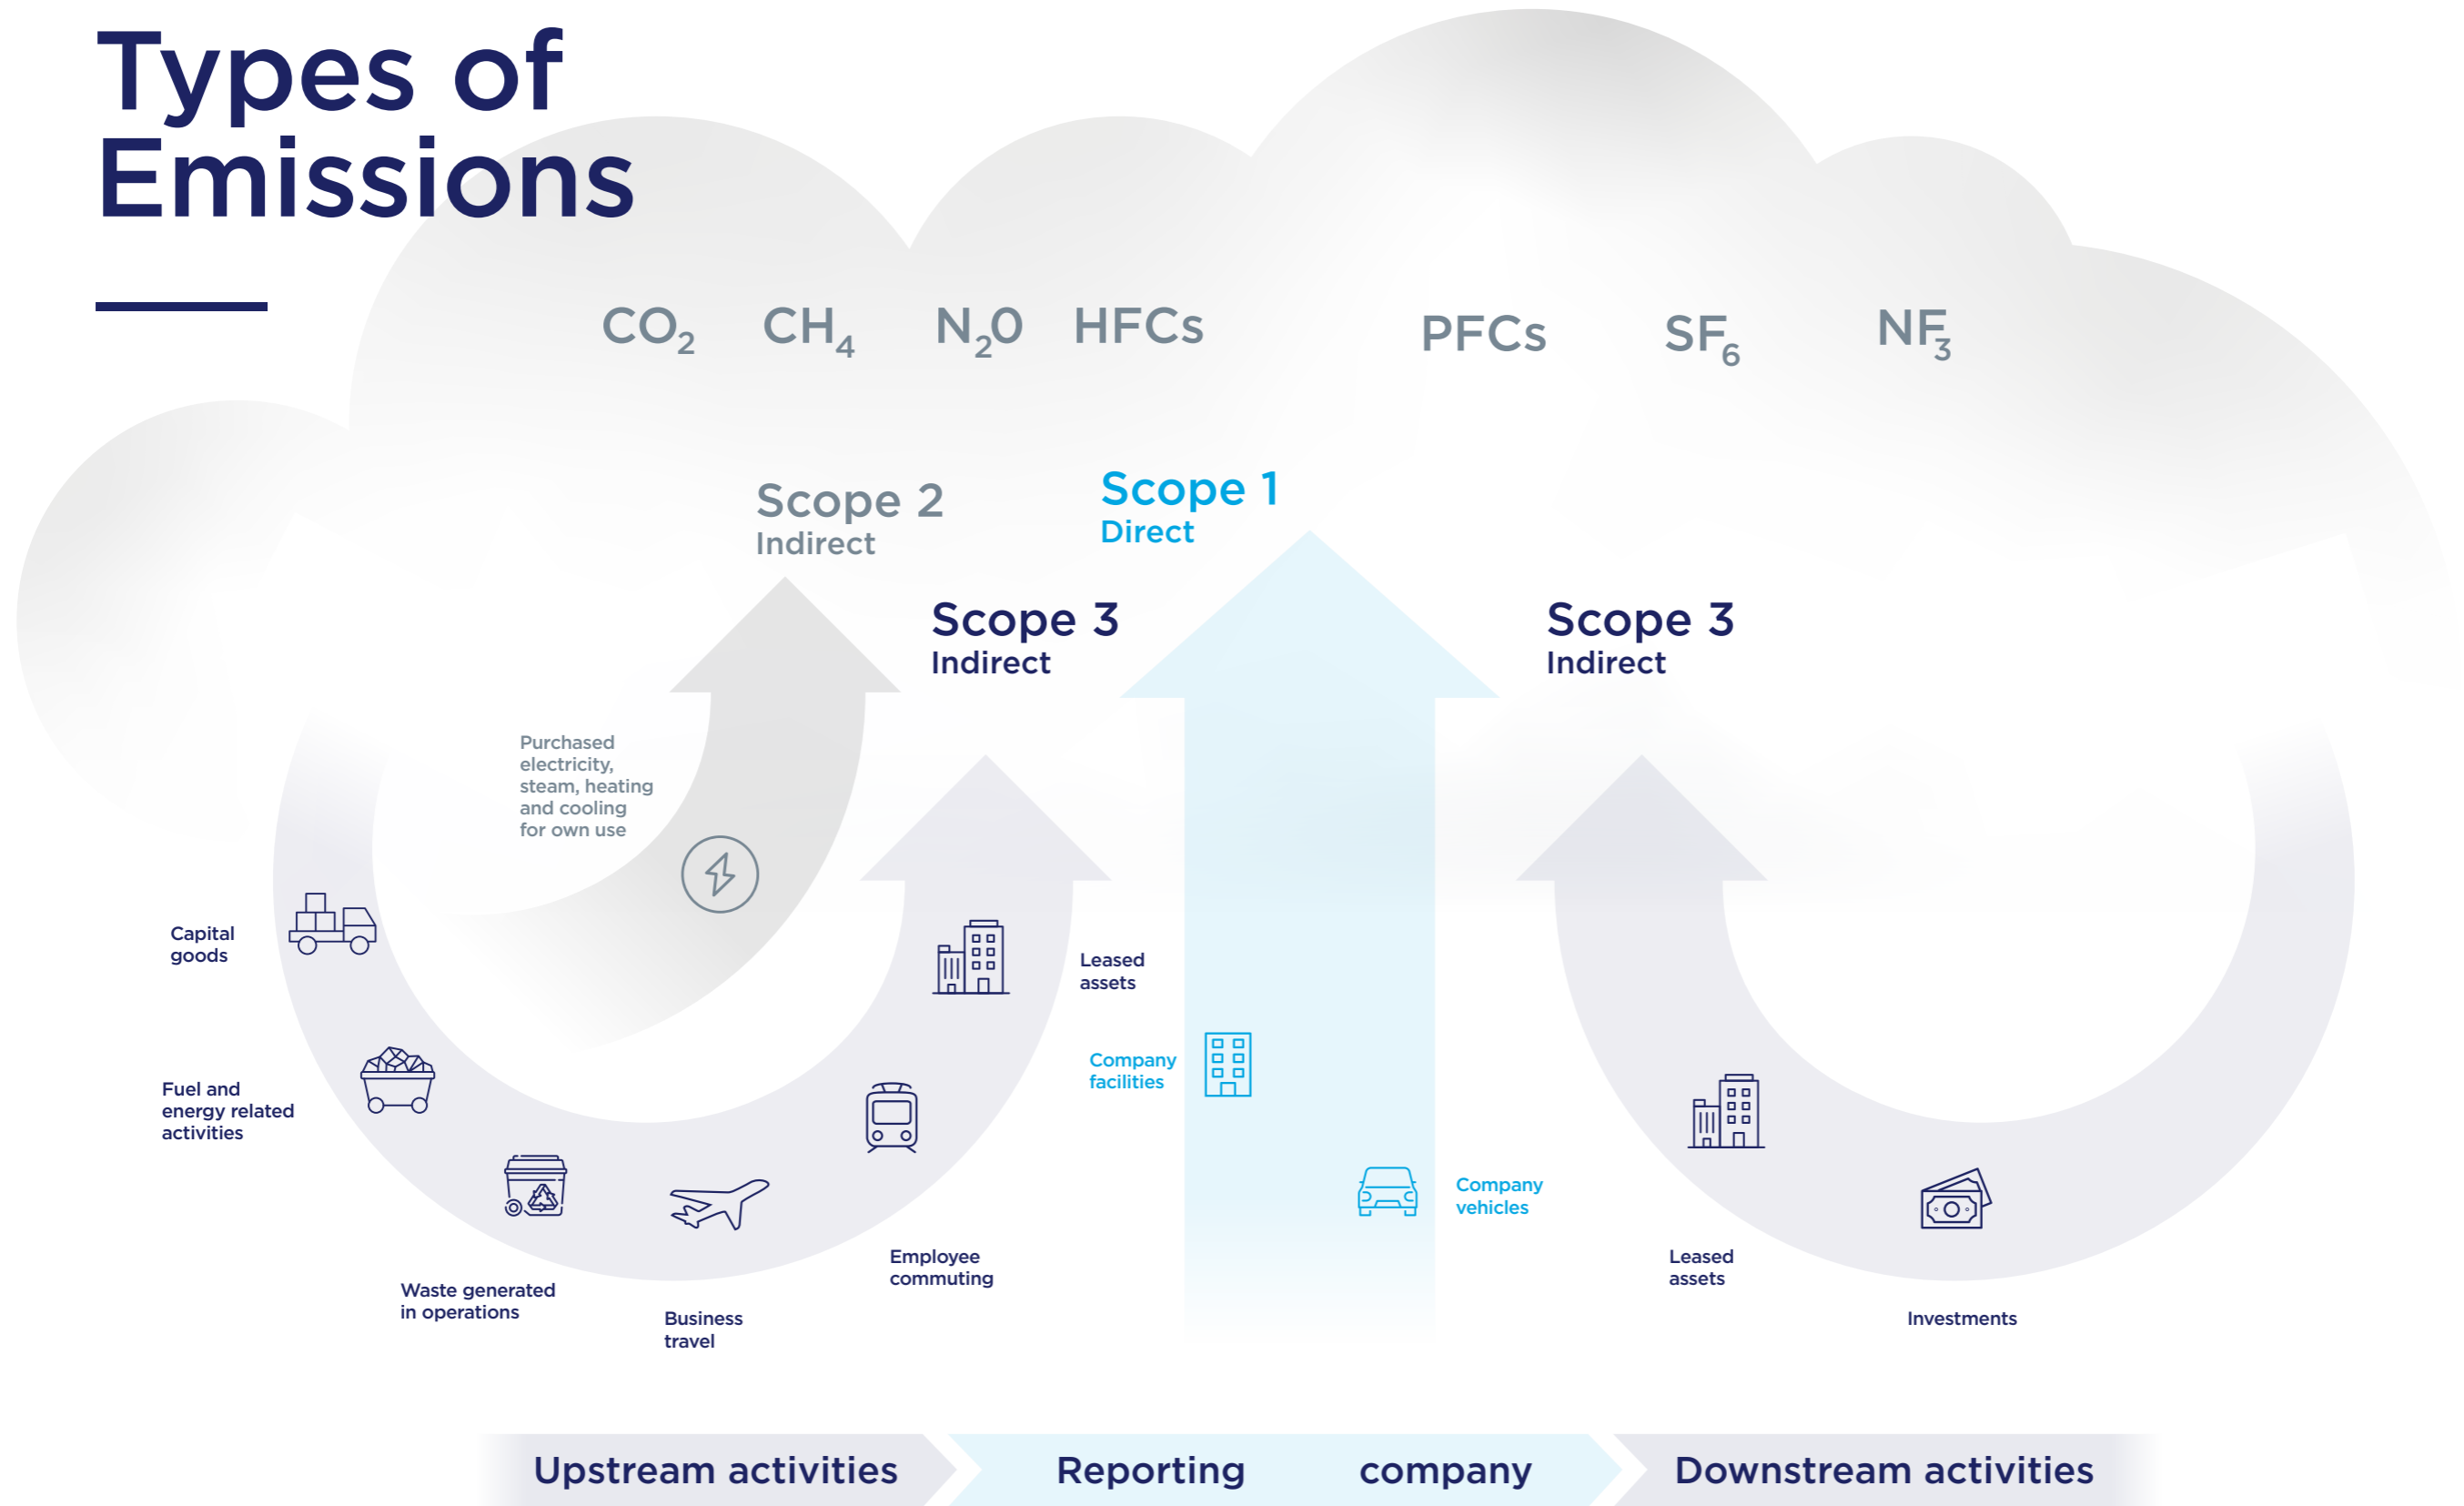 Types of
Emissions
CO₂ CH₄ N₂0 HFCs PFCs SF₆ NF₃
Scope 2
Indirect
Scope 1
Direct
Scope 3
Indirect
Scope 3
Indirect
Purchased
electricity,
steam, heating
and cooling
for own use
Capital
goods
Fuel and
energy related
activities
Waste generated
in operations
Business
travel
Employee
commuting
Leased
assets
Company
facilities
Company
vehicles
Leased
assets
Investments
Upstream activities
Reporting company
Downstream activities